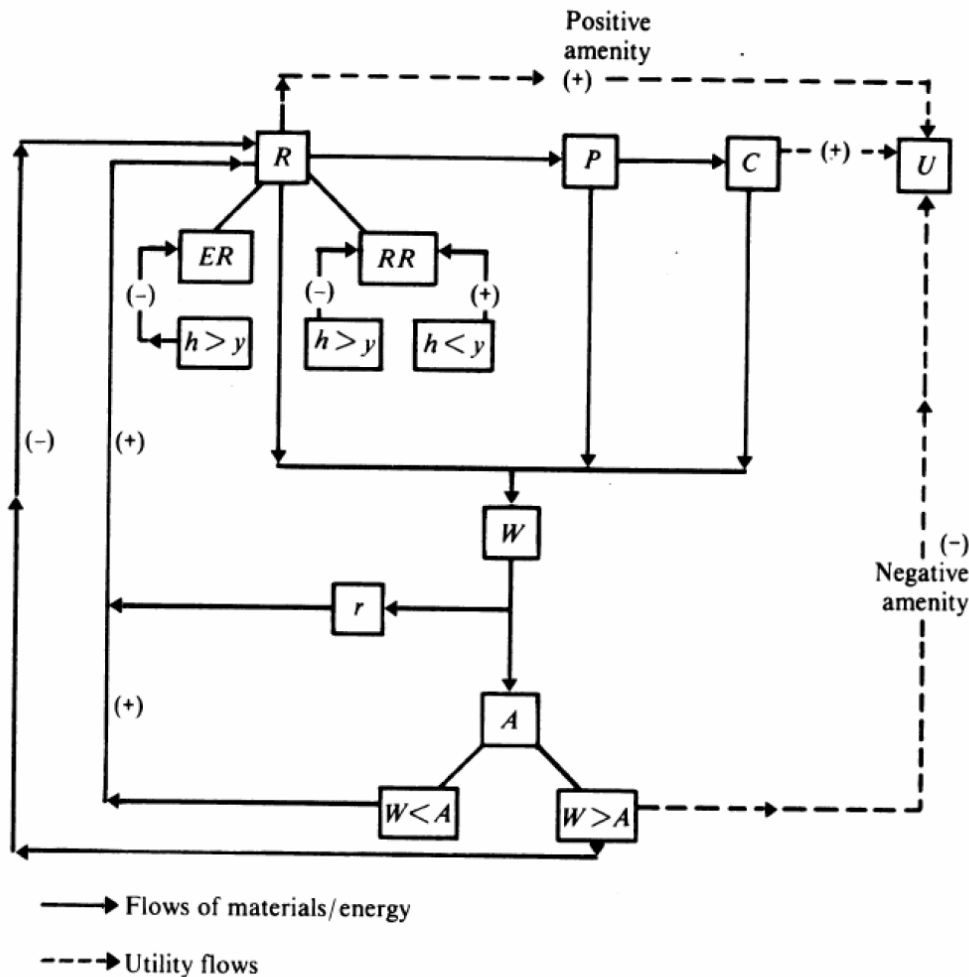 Positive
amenity
(+)
R
P
C
(+)
U
ER
RR
(-)
(-)
(+)
h > y
h > y
h < y
(-)
(+)
W
(-)
Negative
amenity
r
A
(+)
W < A
W > A
Flows of materials/energy
Utility flows